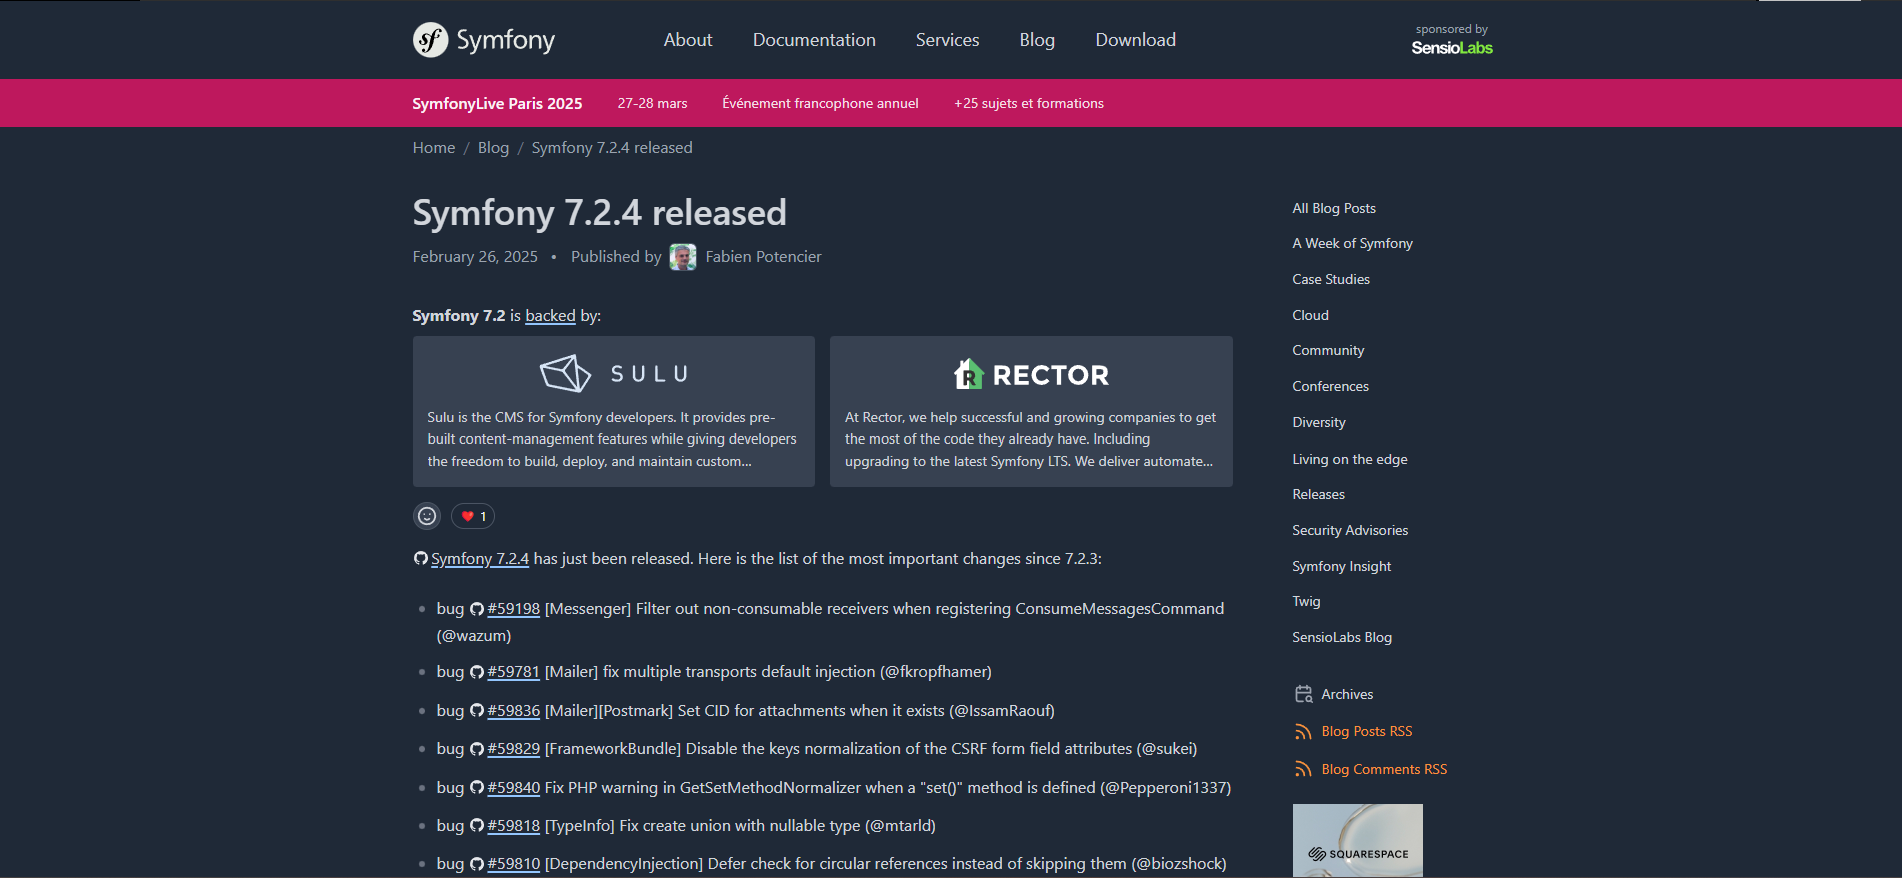 Symfony
About
Documentation
Services
Blog
Download
sponsored by
SensioLabs
SymfonyLive Paris 2025
27-28 mars
Événement francophone annuel
+25 sujets et formations
Home / Blog / Symfony 7.2.4 released
Symfony 7.2.4 released
February 26, 2025 • Published by Fabien Potencier
Symfony 7.2 is backed by:
SULU
Sulu is the CMS for Symfony developers. It provides pre-
built content-management features while giving developers
the freedom to build, deploy, and maintain custom...
RECTOR
At Rector, we help successful and growing companies to get
the most of the code they already have. Including
upgrading to the latest Symfony LTS. We deliver automate...
❤️ 1
Symfony 7.2.4 has just been released. Here is the list of the most important changes since 7.2.3:
• bug #59198 [Messenger] Filter out non-consumable receivers when registering ConsumeMessagesCommand
(@wazum)
• bug #59781 [Mailer] fix multiple transports default injection (@fkropfhamer)
• bug #59836 [Mailer][Postmark] Set CID for attachments when it exists (@IssamRaouf)
• bug #59829 [FrameworkBundle] Disable the keys normalization of the CSRF form field attributes (@sukei)
• bug #59840 Fix PHP warning in GetSetMethodNormalizer when a "set()" method is defined (@Pepperoni1337)
• bug #59818 [TypeInfo] Fix create union with nullable type (@mtarld)
• bug #59810 [DependencyInjection] Defer check for circular references instead of skipping them (@biozshock)
All Blog Posts
A Week of Symfony
Case Studies
Cloud
Community
Conferences
Diversity
Living on the edge
Releases
Security Advisories
Symfony Insight
Twig
SensioLabs Blog
Archives
Blog Posts RSS
Blog Comments RSS
SQUARESPACE